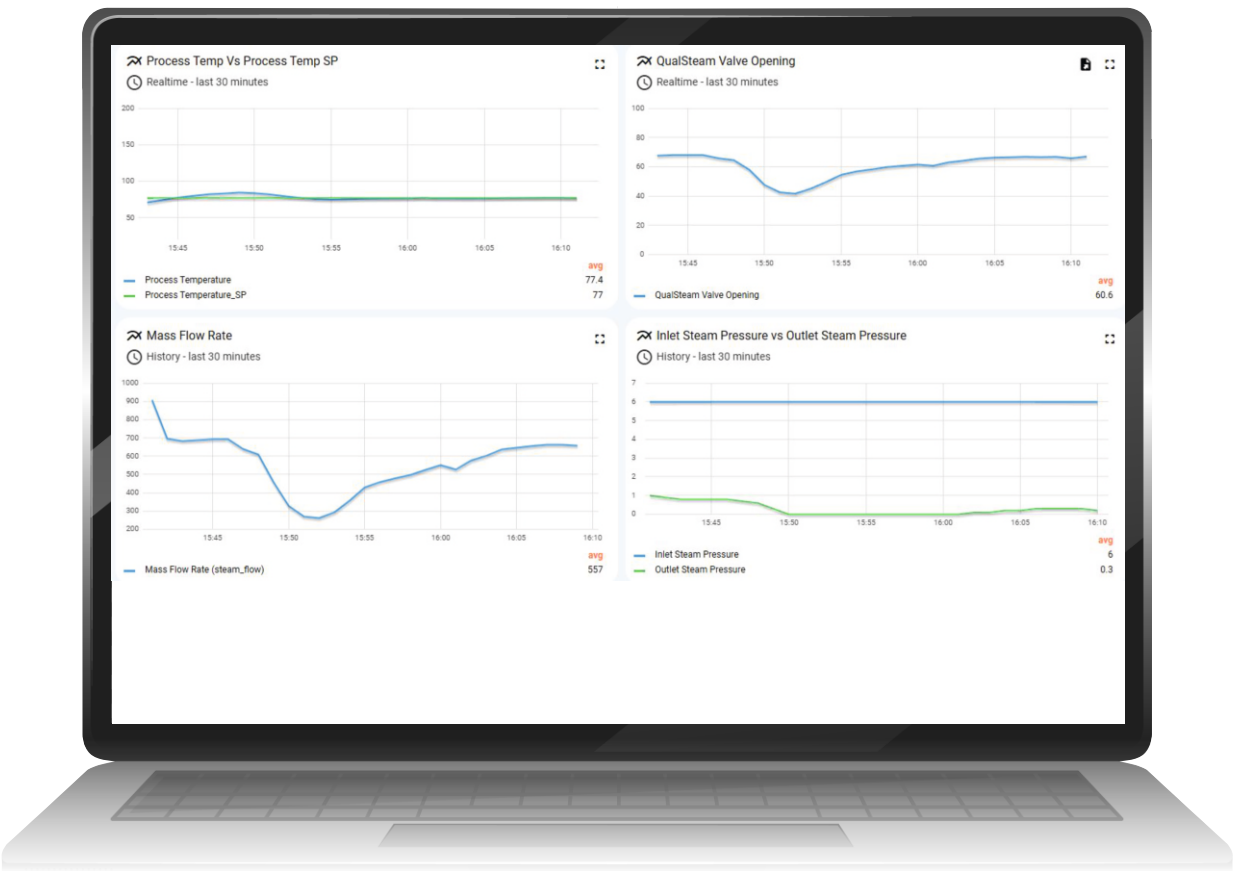 Process Temp Vs Process Temp SP
Realtime - last 30 minutes
200
150
100
50
15:45 15:50 15:55 16:00 16:05 16:10
avg
Process Temperature 77.4
Process Temperature_SP 77
QualSteam Valve Opening
Realtime - last 30 minutes
100
80
60
40
20
0
15:45 15:50 15:55 16:00 16:05 16:10
avg
QualSteam Valve Opening 60.6
Mass Flow Rate
History - last 30 minutes
1000
900
800
700
600
500
400
300
200
15:45 15:50 15:55 16:00 16:05 16:10
avg
Mass Flow Rate (steam_flow) 557
Inlet Steam Pressure vs Outlet Steam Pressure
History - last 30 minutes
7
6
5
4
3
2
1
0
15:45 15:50 15:55 16:00 16:05 16:10
avg
Inlet Steam Pressure 6
Outlet Steam Pressure 0.3